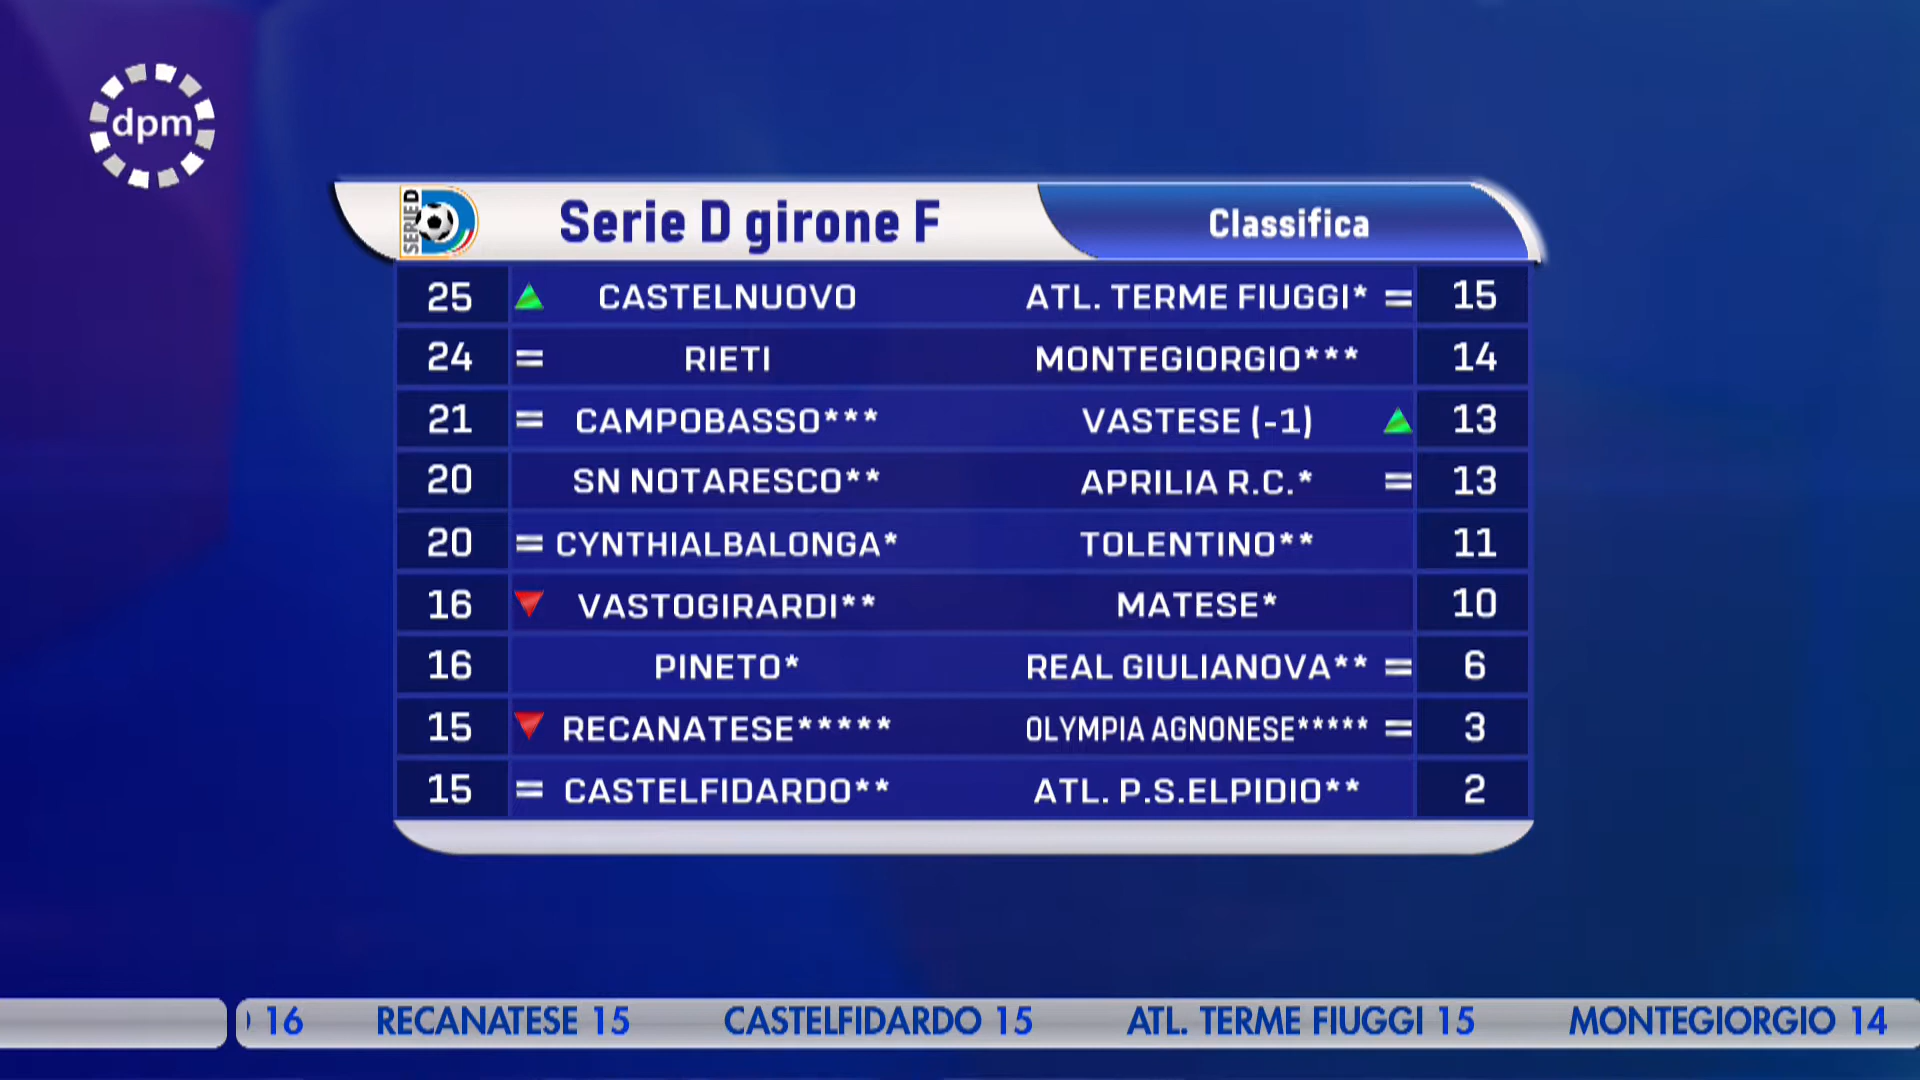 dpm
SERIE D
Serie D girone F
Classifica
25 CASTELNUOVO
24 = RIETI
21 = CAMPOBASSO***
20 SN NOTARESCO**
20 = CYNTHIALBALONGA*
16 VASTOGIRARDI**
16 PINETO*
15 RECANATESE*****
15 = CASTELFIDARDO**
ATL. TERME FIUGGI* = 15
MONTEGIORGIO*** 14
VASTESE (-1) 13
APRILIA R.C.* = 13
TOLENTINO** 11
MATESE* 10
REAL GIULIANOVA** = 6
OLYMPIA AGNONESE***** = 3
ATL. P.S.ELPIDIO** 2
16 RECANATESE 15 CASTELFIDARDO 15 ATL. TERME FIUGGI 15 MONTEGIORGIO 14